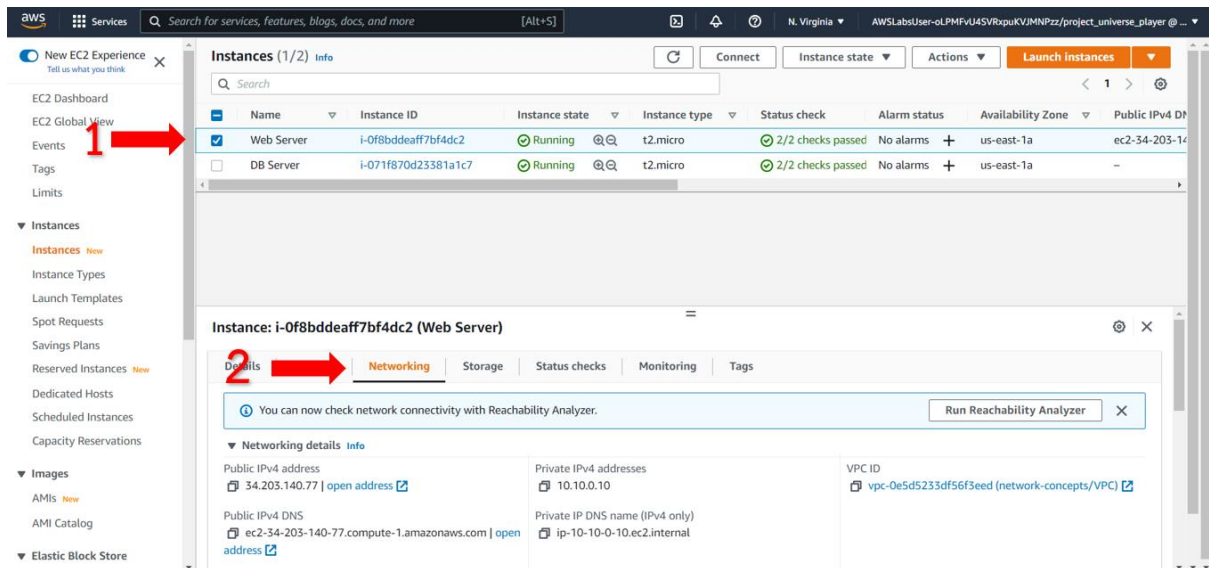 aws
Services
Search for services, features, blogs, docs, and more [Alt+S]
N. Virginia ▼
AWSLabsUser-oLPMFvU4SVRxpuKVJMNPzz/project_universe_player @ ... ▼
New EC2 Experience
Tell us what you think
EC2 Dashboard
EC2 Global View
Events
Tags
Limits
▼ Instances
Instances New
Instance Types
Launch Templates
Spot Requests
Savings Plans
Reserved Instances New
Dedicated Hosts
Scheduled Instances
Capacity Reservations
▼ Images
AMIs New
AMI Catalog
▼ Elastic Block Store
1
Instances (1/2) Info
Connect
Instance state ▼
Actions ▼
Launch instances ▼
Search
< 1 >
Name Instance ID Instance state Instance type Status check Alarm status Availability Zone Public IPv4 DN
Web Server i-0f8bddeaff7bf4dc2 Running t2.micro 2/2 checks passed No alarms + us-east-1a ec2-34-203-14
DB Server i-071f870d23381a1c7 Running t2.micro 2/2 checks passed No alarms + us-east-1a –
Instance: i-0f8bddeaff7bf4dc2 (Web Server)
2
Details Networking Storage Status checks Monitoring Tags
You can now check network connectivity with Reachability Analyzer.
Run Reachability Analyzer
▼ Networking details Info
Public IPv4 address
34.203.140.77 | open address
Public IPv4 DNS
ec2-34-203-140-77.compute-1.amazonaws.com | open
address
Private IPv4 addresses
10.10.0.10
Private IP DNS name (IPv4 only)
ip-10-10-0-10.ec2.internal
VPC ID
vpc-0e5d5233df56f3eed (network-concepts/VPC)